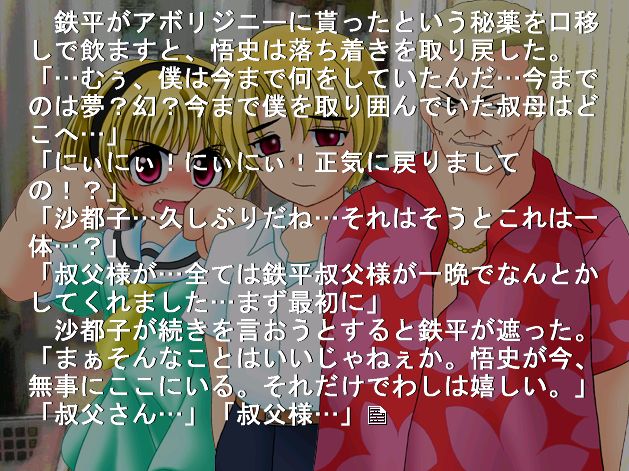 鉄平がアボリジニーに貰ったという秘薬を口移
しで飲ますと、悟史は落ち着きを取り戻した。
「…むぅ、僕は今まで何をしていたんだ…今まで
のは夢？幻？今まで僕を取り囲んでいた叔母はど
こへ…」
「にぃにぃ！にぃにぃ！正気に戻りまして
の！？」
「沙都子…久しぶりだね…それはそうとこれは一
体…？」
「叔父様が…全ては鉄平叔父様が一晩でなんとか
してくれました…まず最初に」
　沙都子が続きを言おうとすると鉄平が遮った。
「まぁそんなことはいいじゃねぇか。悟史が今、
無事にここにいる。それだけでわしは嬉しい。」
「叔父さん…」「叔父様…」